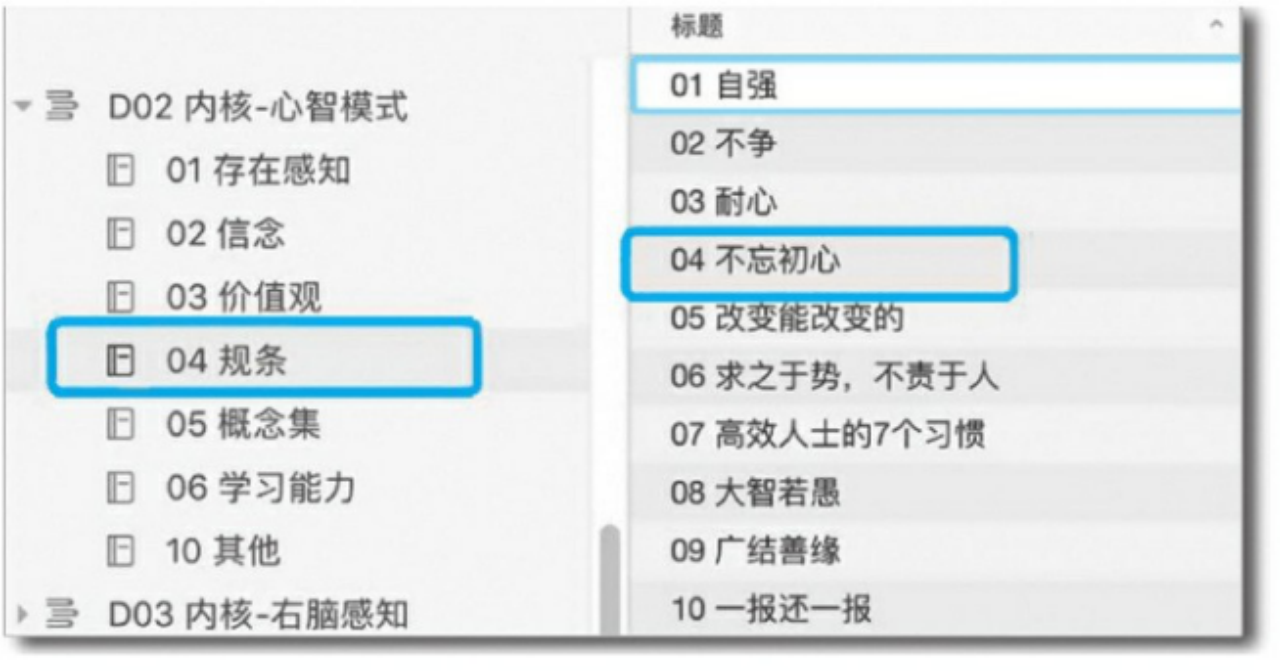 D02 内核-心智模式
01 存在感知
02 信念
03 价值观
04 规条
05 概念集
06 学习能力
10 其他
D03 内核-右脑感知
标题
01 自强
02 不争
03 耐心
04 不忘初心
05 改变能改变的
06 求之于势，不责于人
07 高效人士的7个习惯
08 大智若愚
09 广结善缘
10 一报还一报